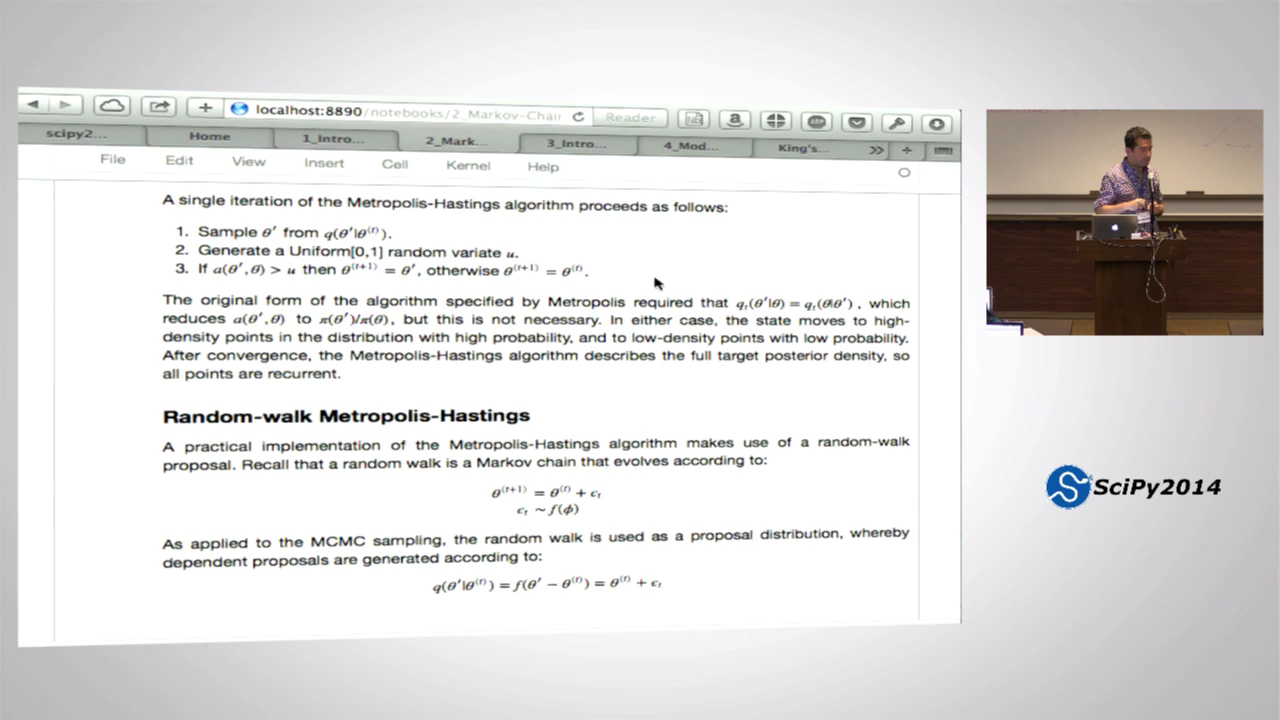 localhost:8890/notebooks/2_Markov-Chai
Reader
scipy2...
Home
1_Intro...
2_Mark...
3_Intro...
4_Mod...
King's...
File Edit View Insert Cell Kernel Help
A single iteration of the Metropolis-Hastings algorithm proceeds as follows:
1. Sample θ′ from q(θ′|θ^(t)).
2. Generate a Uniform[0,1] random variate u.
3. If a(θ′,θ) > u then θ^(t+1) = θ′, otherwise θ^(t+1) = θ^(t).
The original form of the algorithm specified by Metropolis required that q_t(θ′|θ) = q_t(θ|θ′), which
reduces a(θ′,θ) to π(θ′)/π(θ), but this is not necessary. In either case, the state moves to high-
density points in the distribution with high probability, and to low-density points with low probability.
After convergence, the Metropolis-Hastings algorithm describes the full target posterior density, so
all points are recurrent.
Random-walk Metropolis-Hastings
A practical implementation of the Metropolis-Hastings algorithm makes use of a random-walk
proposal. Recall that a random walk is a Markov chain that evolves according to:
θ^(t+1) = θ^(t) + ϵ_t
ϵ_t ~ f(ϕ)
As applied to the MCMC sampling, the random walk is used as a proposal distribution, whereby
dependent proposals are generated according to:
q(θ′|θ^(t)) = f(θ′ − θ^(t)) = θ^(t) + ϵ_t
SciPy2014